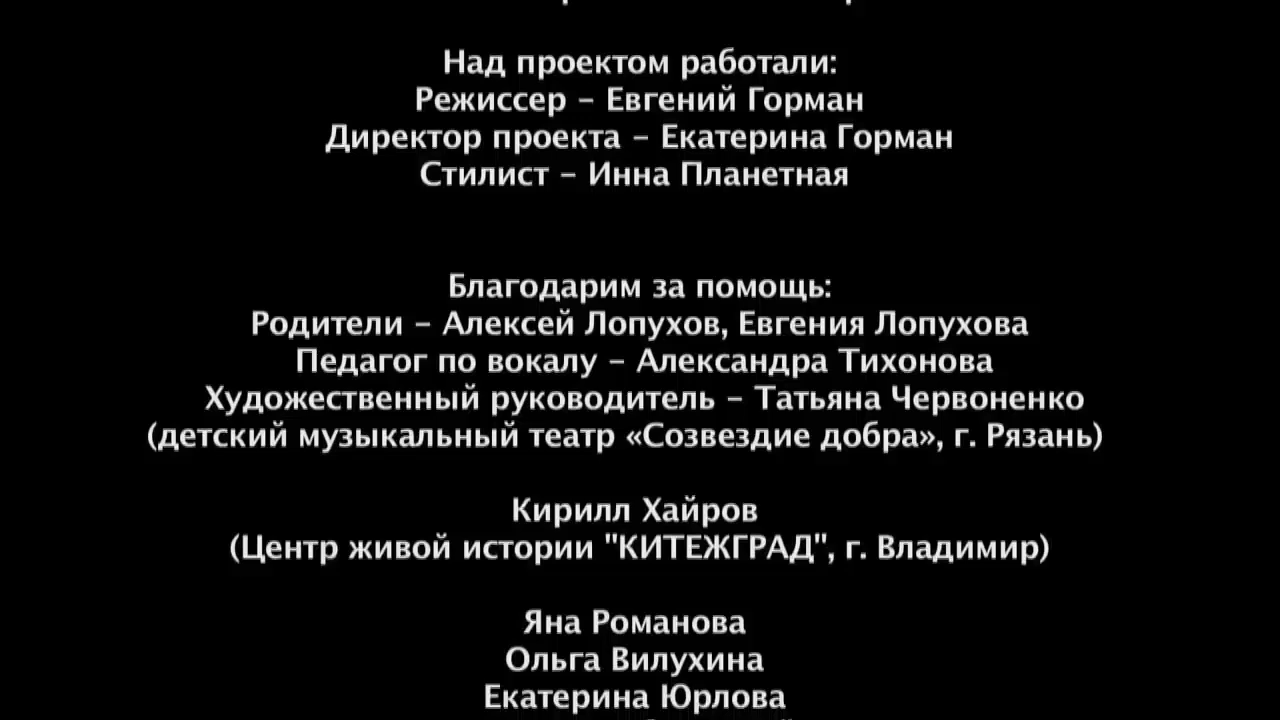 Над проектом работали:
Режиссер – Евгений Горман
Директор проекта – Екатерина Горман
Стилист – Инна Планетная
Благодарим за помощь:
Родители – Алексей Лопухов, Евгения Лопухова
Педагог по вокалу – Александра Тихонова
Художественный руководитель – Татьяна Червоненко
(детский музыкальный театр «Созвездие добра», г. Рязань)
Кирилл Хайров
(Центр живой истории "КИТЕЖГРАД", г. Владимир)
Яна Романова
Ольга Вилухина
Екатерина Юрлова